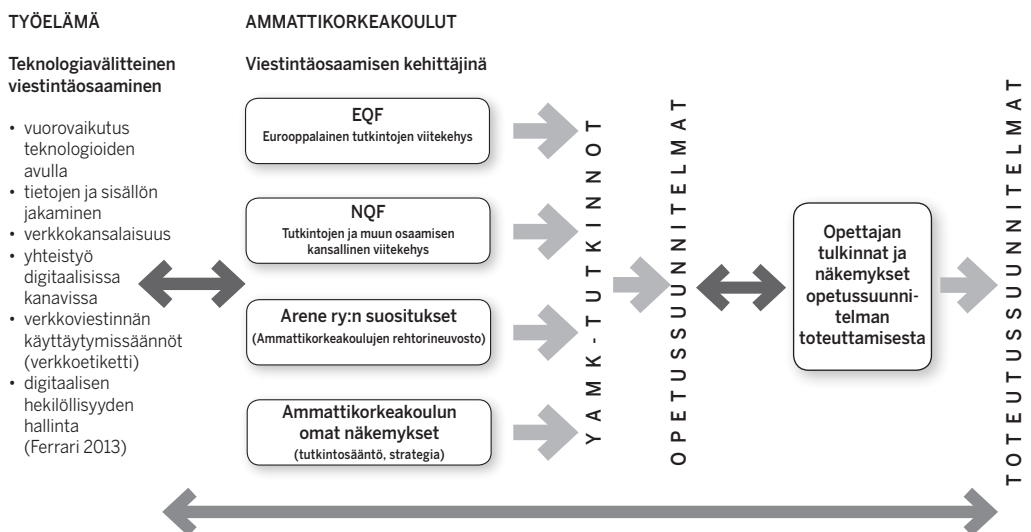 TYÖELÄMÄ
Teknologiavälitteinen
viestintäosaaminen
• vuorovaikutus
teknologioiden
avulla
• tietojen ja sisällön
jakaminen
• verkkokansalaisuus
• yhteistyö
digitaalisissa
kanavissa
• verkkoviestinnän
käyttäytymissäännöt
(verkkoetiketti)
• digitaalisen
hekilöllisyyden
hallinta
(Ferrari 2013)
AMMATTIKORKEAKOULUT
Viestintäosaamisen kehittäjinä
EQF
Eurooppalainen tutkintojen viitekehys
NQF
Tutkintojen ja muun osaamisen
kansallinen viitekehys
Arene ry:n suositukset
(Ammattikorkeakoulujen rehtorineuvosto)
Ammattikorkeakoulun
omat näkemykset
(tutkintosääntö, strategia)
YAMK-TUTKINNOT
OPETUSSUUNNITELMAT
Opettajan
tulkinnat ja
näkemykset
opetussuunni-
telman
toteuttamisesta
TOTEUTUSSUUNNITELMAT